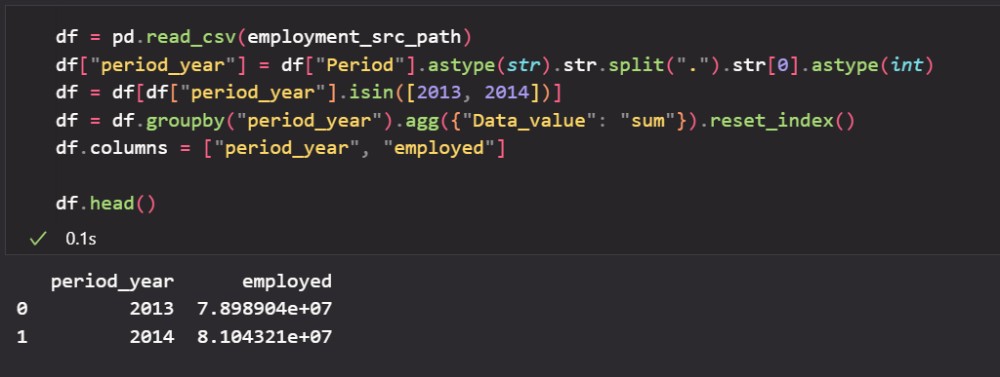 df = pd.read_csv(employment_src_path)
df["period_year"] = df["Period"].astype(str).str.split(".").str[0].astype(int)
df = df[df["period_year"].isin([2013, 2014])]
df = df.groupby("period_year").agg({"Data_value": "sum"}).reset_index()
df.columns = ["period_year", "employed"]
df.head()
✓ 0.1s
period_year employed
0 2013 7.898904e+07
1 2014 8.104321e+07